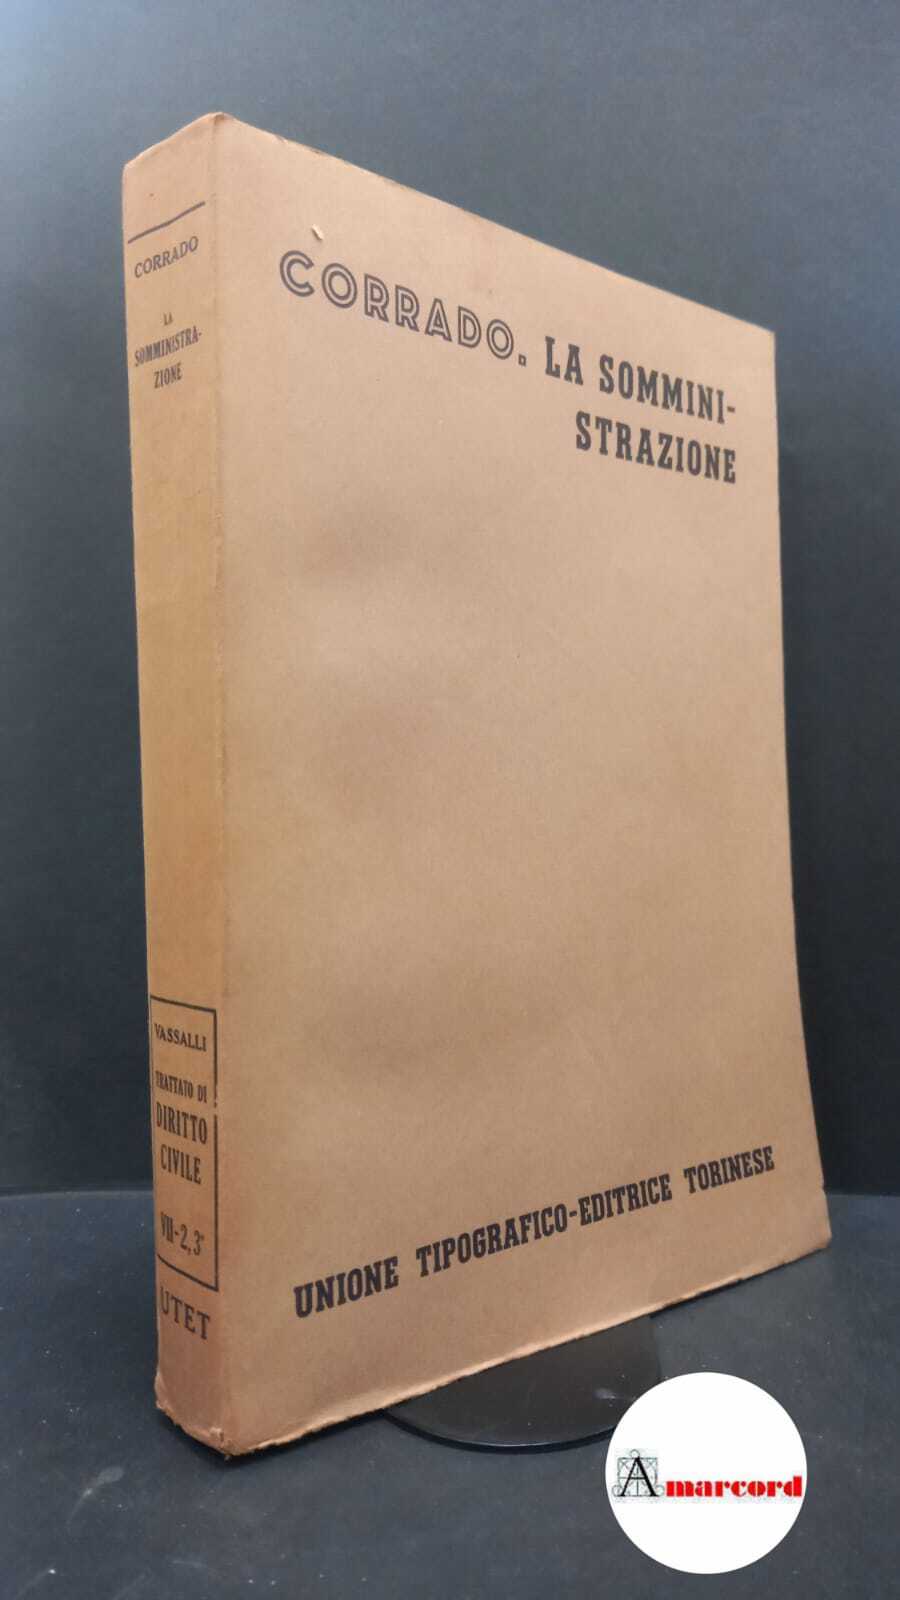 CORRADO
LA
SOMMINISTRA-
ZIONE
VASSALLI
TRATTATO DI
DIRITTO
CIVILE
VII-2, 3°
UTET
CORRADO. LA SOMMINI-
STRAZIONE
UNIONE TIPOGRAFICO-EDITRICE TORINESE
Amarcord